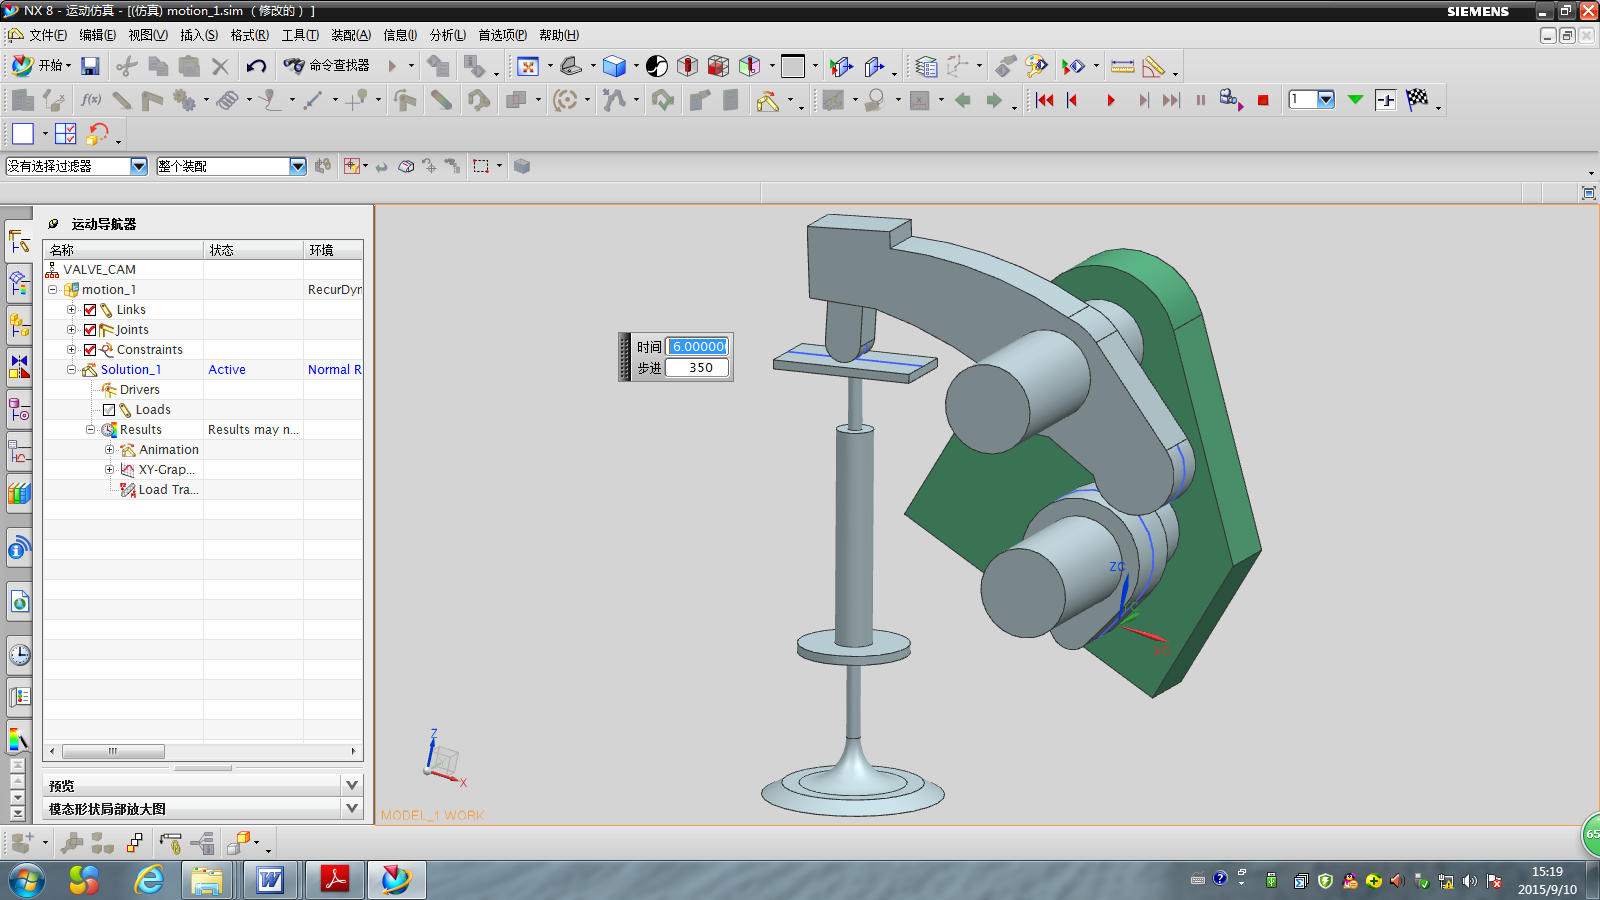 NX 8 - 运动仿真 - [(仿真) motion_1.sim （修改的） ]
SIEMENS
文件(F) 编辑(E) 视图(V) 插入(S) 格式(R) 工具(T) 装配(A) 信息(I) 分析(L) 首选项(P) 帮助(H)
开始 命令查找器
f(x) 1
没有选择过滤器 整个装配
运动导航器
名称 状态 环境
VALVE_CAM
motion_1 RecurDyn
Links
Joints
Constraints
Solution_1 Active Normal R
Drivers
Loads
Results Results may n...
Animation
XY-Grap...
Load Tra...
预览
模态形状局部放大图
时间 6.00000
步进 350
ZC
XC
Z
X
MODEL_1 WORK
65
15:19
2015/9/10